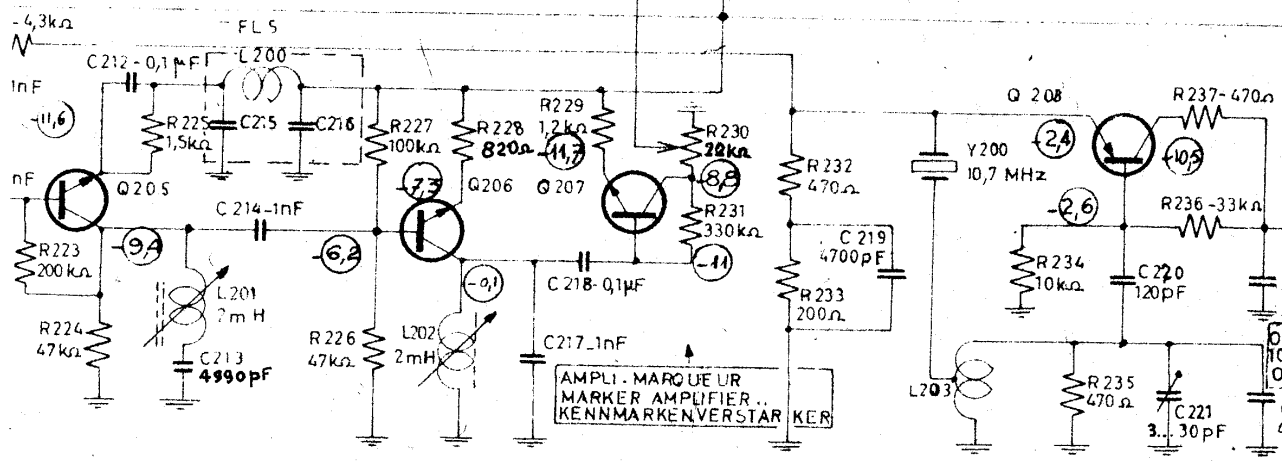 -4,3kΩ
FL5
C212-0,1µF
L200
1nF
-11,6
R225
1,5kΩ
C215
C216
R227
100kΩ
R228
820Ω
R229
1,2kΩ
-11,7
R230
22kΩ
-8,8
R231
330kΩ
-11
R232
470Ω
C219
4700pF
R233
200Ω
Q208
-2,4
R237-470Ω
-10,5
Y200
10,7 MHz
-2,6
R236-33kΩ
R234
10kΩ
C220
120pF
nF
Q205
C214-1nF
-9,4
-7,3
Q206
Q207
-6,2
R223
200kΩ
L201
2mH
R224
47kΩ
C213
4990pF
R226
47kΩ
-0,1
L202
2mH
C218-0,1µF
C217-1nF
AMPLI-MARQUEUR
MARKER AMPLIFIER..
KENNMARKENVERSTÄRKER
L203
R235
470Ω
C221
3...30pF